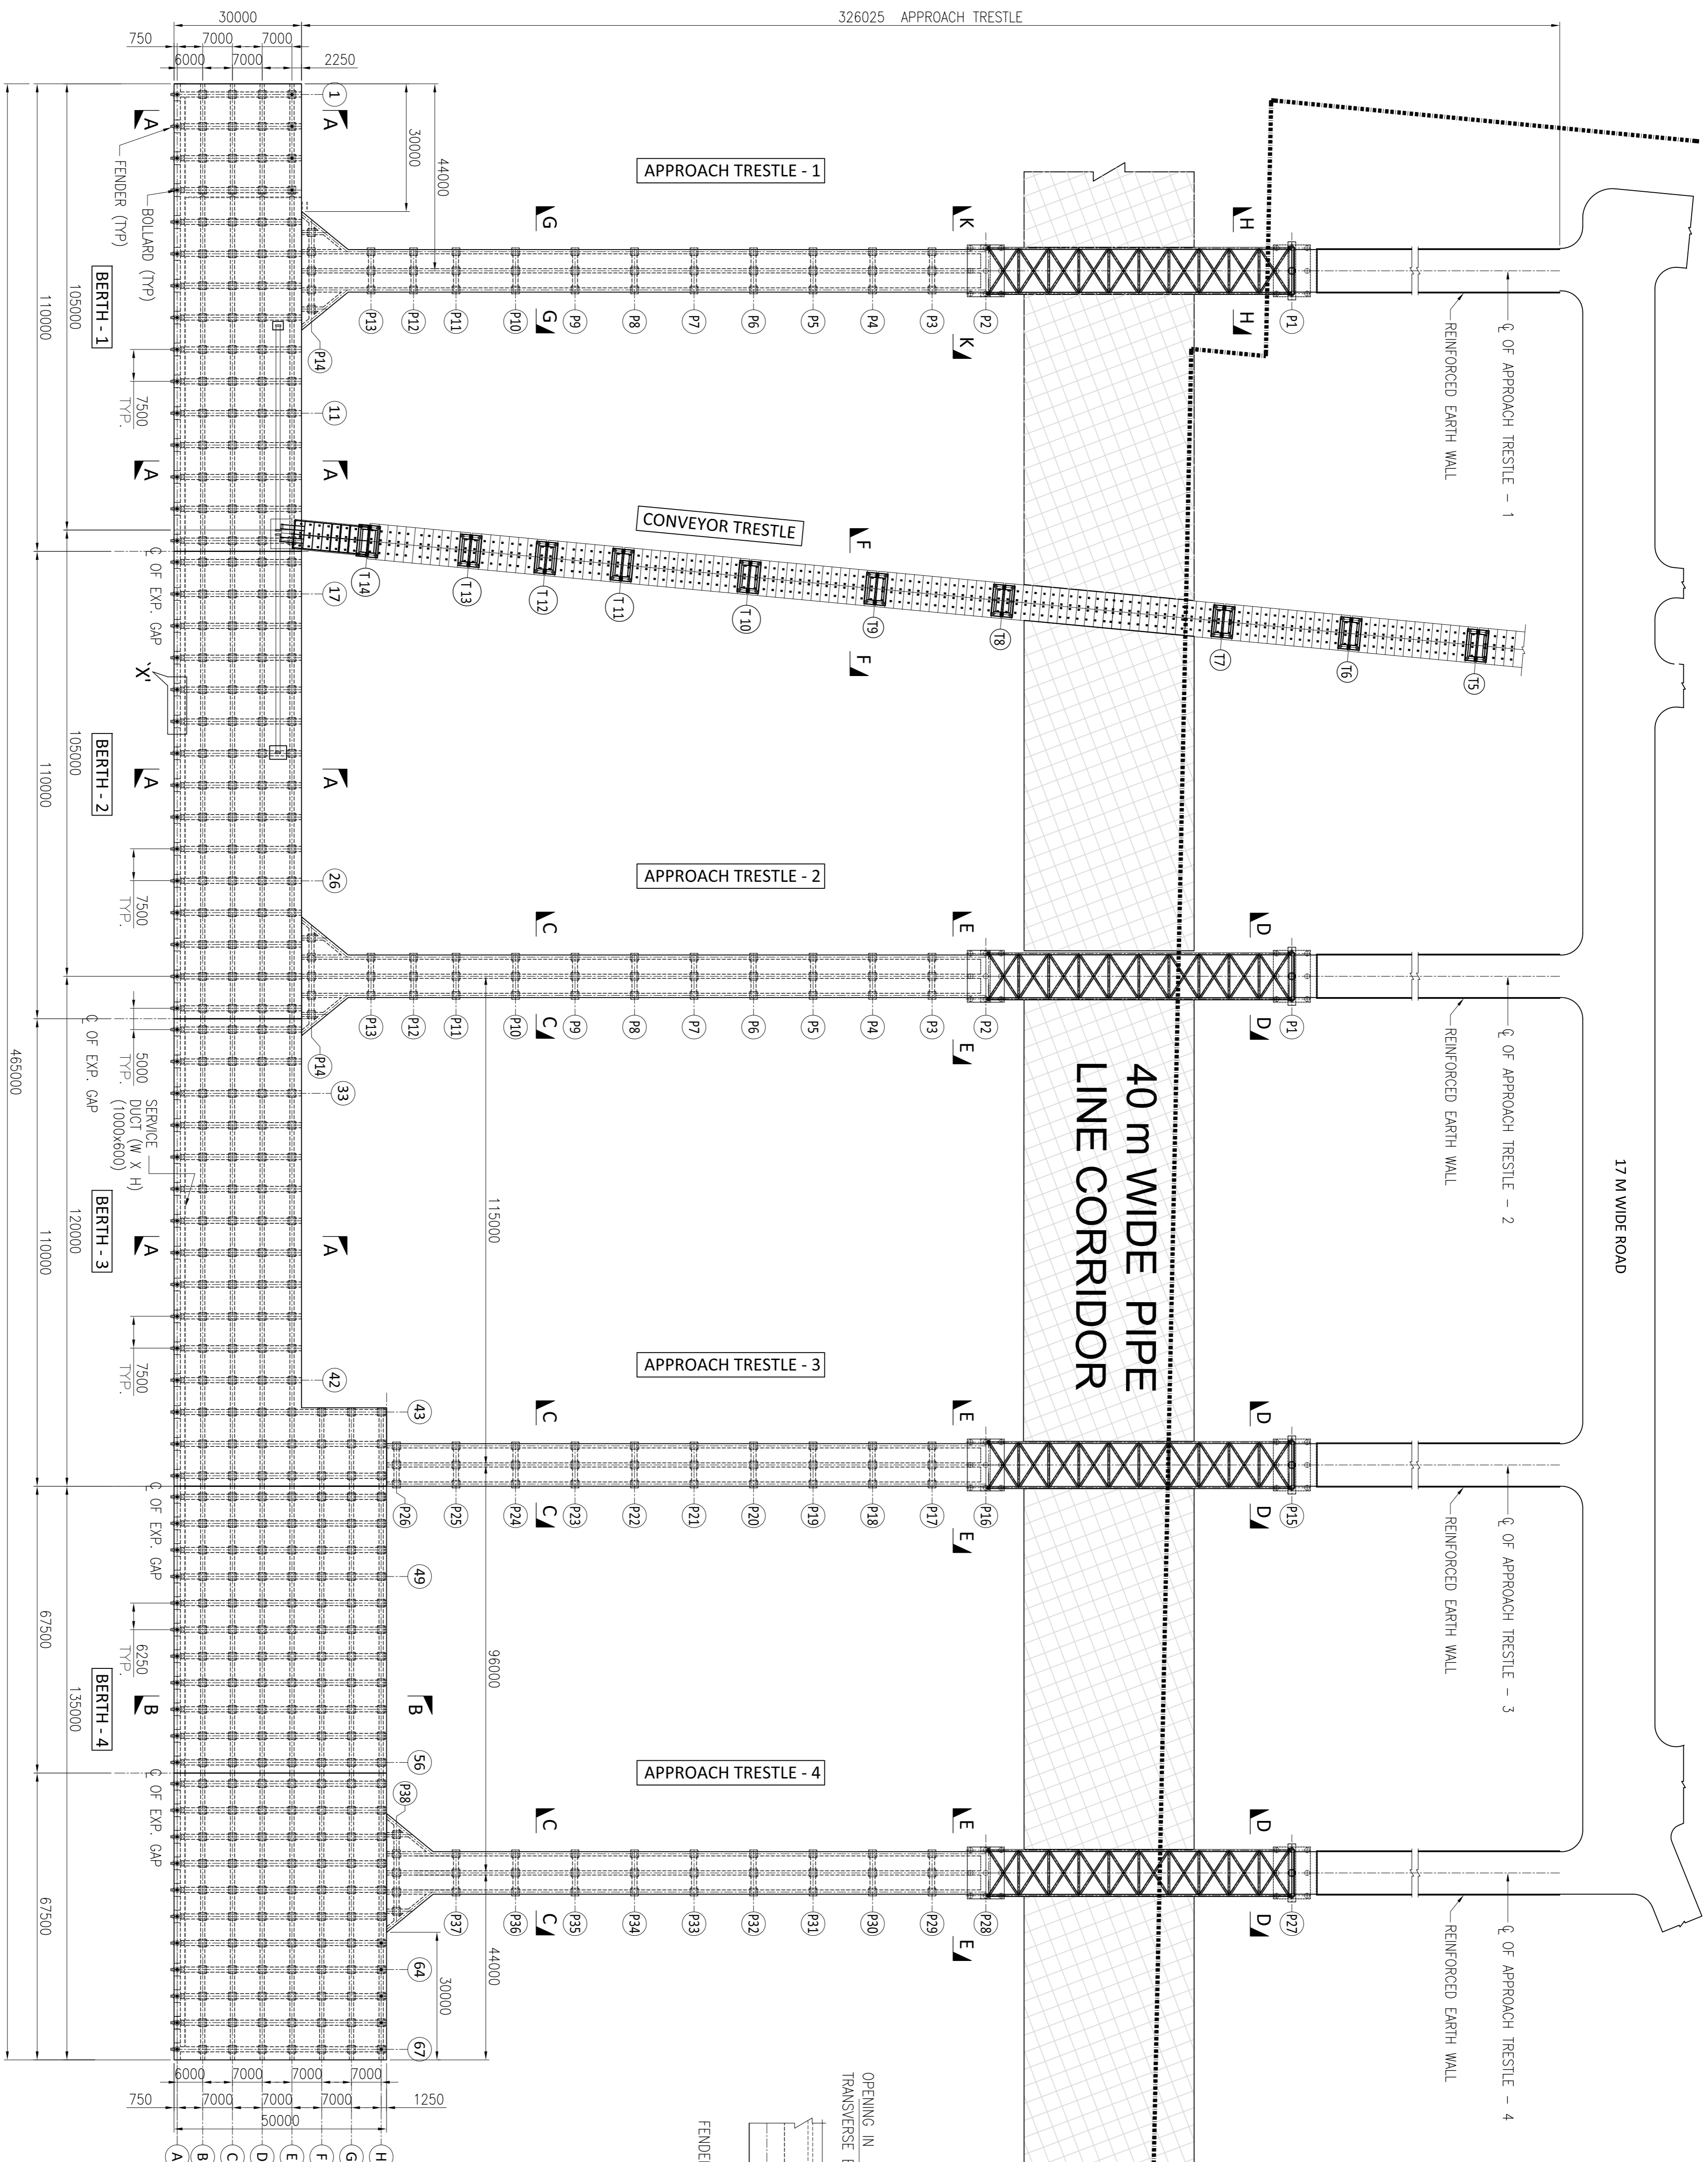 30000
326025 APPROACH TRESTLE
750
7000
7000
6000
7000
2250
1
A
A
30000
44000
FENDER (TYP)
BOLLARD (TYP)
BERTH - 1
105000
110000
7500
TYP.
11
A
A
℄ OF EXP. GAP
17
'X'
BERTH - 2
105000
110000
A
A
26
7500
TYP.
5000
TYP.
℄ OF EXP. GAP
33
SERVICE
DUCT (W X H)
(1000x600)
465000
BERTH - 3
120000
110000
A
A
7500
TYP.
42
43
℄ OF EXP. GAP
49
6250
TYP.
BERTH - 4
135000
67500
B
B
56
℄ OF EXP. GAP
67500
64
67
30000
44000
6000
7000
7000
7000
750
7000
7000
7000
1250
50000
A
B
C
D
E
F
G
H
APPROACH TRESTLE - 1
G
G
K
K
H
H
P14
P13
P12
P11
P10
P9
P8
P7
P6
P5
P4
P3
P2
P1
REINFORCED EARTH WALL
℄ OF APPROACH TRESTLE - 1
CONVEYOR TRESTLE
F
F
T14
T13
T12
T11
T10
T9
T8
T7
T6
T5
APPROACH TRESTLE - 2
C
C
E
E
D
D
P14
P13
P12
P11
P10
P9
P8
P7
P6
P5
P4
P3
P2
P1
REINFORCED EARTH WALL
℄ OF APPROACH TRESTLE - 2
40 m WIDE PIPE
LINE CORRIDOR
17 M WIDE ROAD
115000
APPROACH TRESTLE - 3
C
C
E
E
D
D
P26
P25
P24
P23
P22
P21
P20
P19
P18
P17
P16
P15
REINFORCED EARTH WALL
℄ OF APPROACH TRESTLE - 3
96000
APPROACH TRESTLE - 4
C
C
E
E
D
D
P38
P37
P36
P35
P34
P33
P32
P31
P30
P29
P28
P27
REINFORCED EARTH WALL
℄ OF APPROACH TRESTLE - 4
OPENING IN
TRANSVERSE